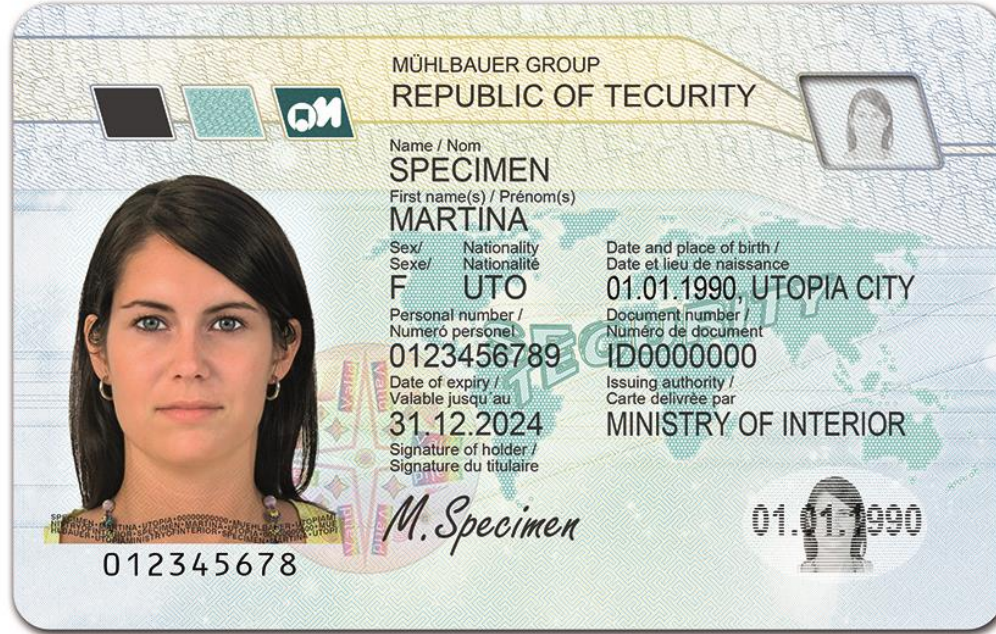 MÜHLBAUER GROUP
REPUBLIC OF TECURITY
Name / Nom
SPECIMEN
First name(s) / Prénom(s)
MARTINA
Sex/ Nationality Date and place of birth /
Sexe/ Nationalité Date et lieu de naissance
F UTO 01.01.1990, UTOPIA CITY
Personal number / Document number /
Numeró personel Numéro de document
0123456789 ID0000000
Date of expiry / Issuing authority /
Valable jusqu'au Carte delivrèe par
31.12.2024 MINISTRY OF INTERIOR
Signature of holder /
Signature du titulaire
M. Specimen
01.01.1990
012345678
TECURITY
Valid